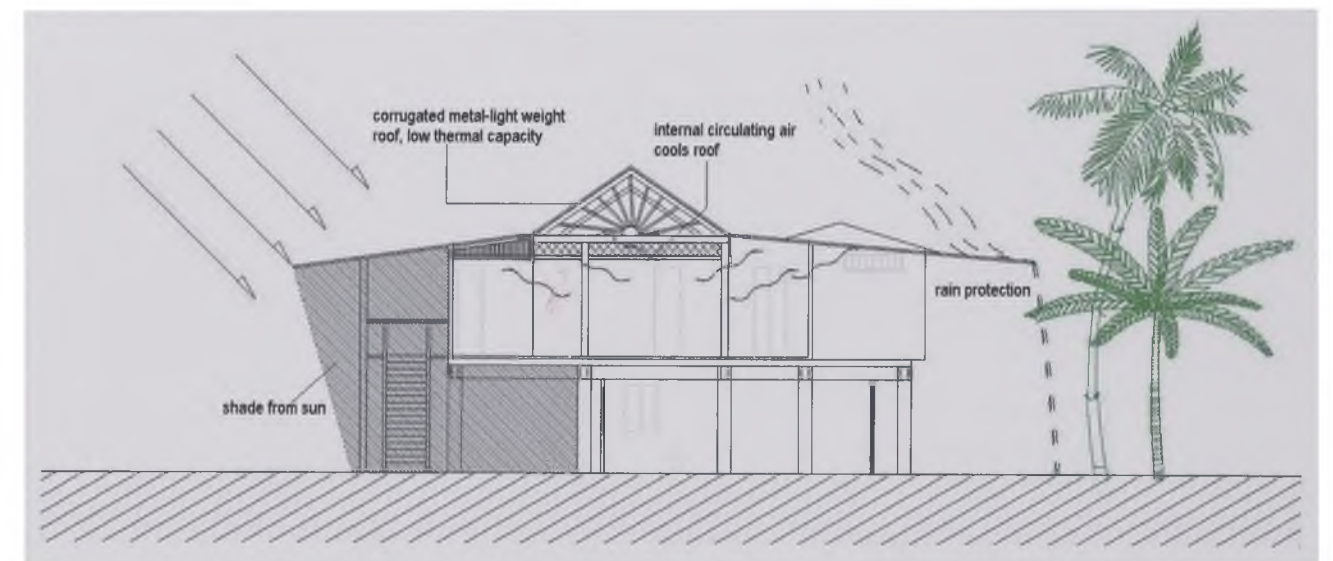 corrugated metal-light weight
roof, low thermal capacity
internal circulating air
cools roof
rain protection
shade from sun